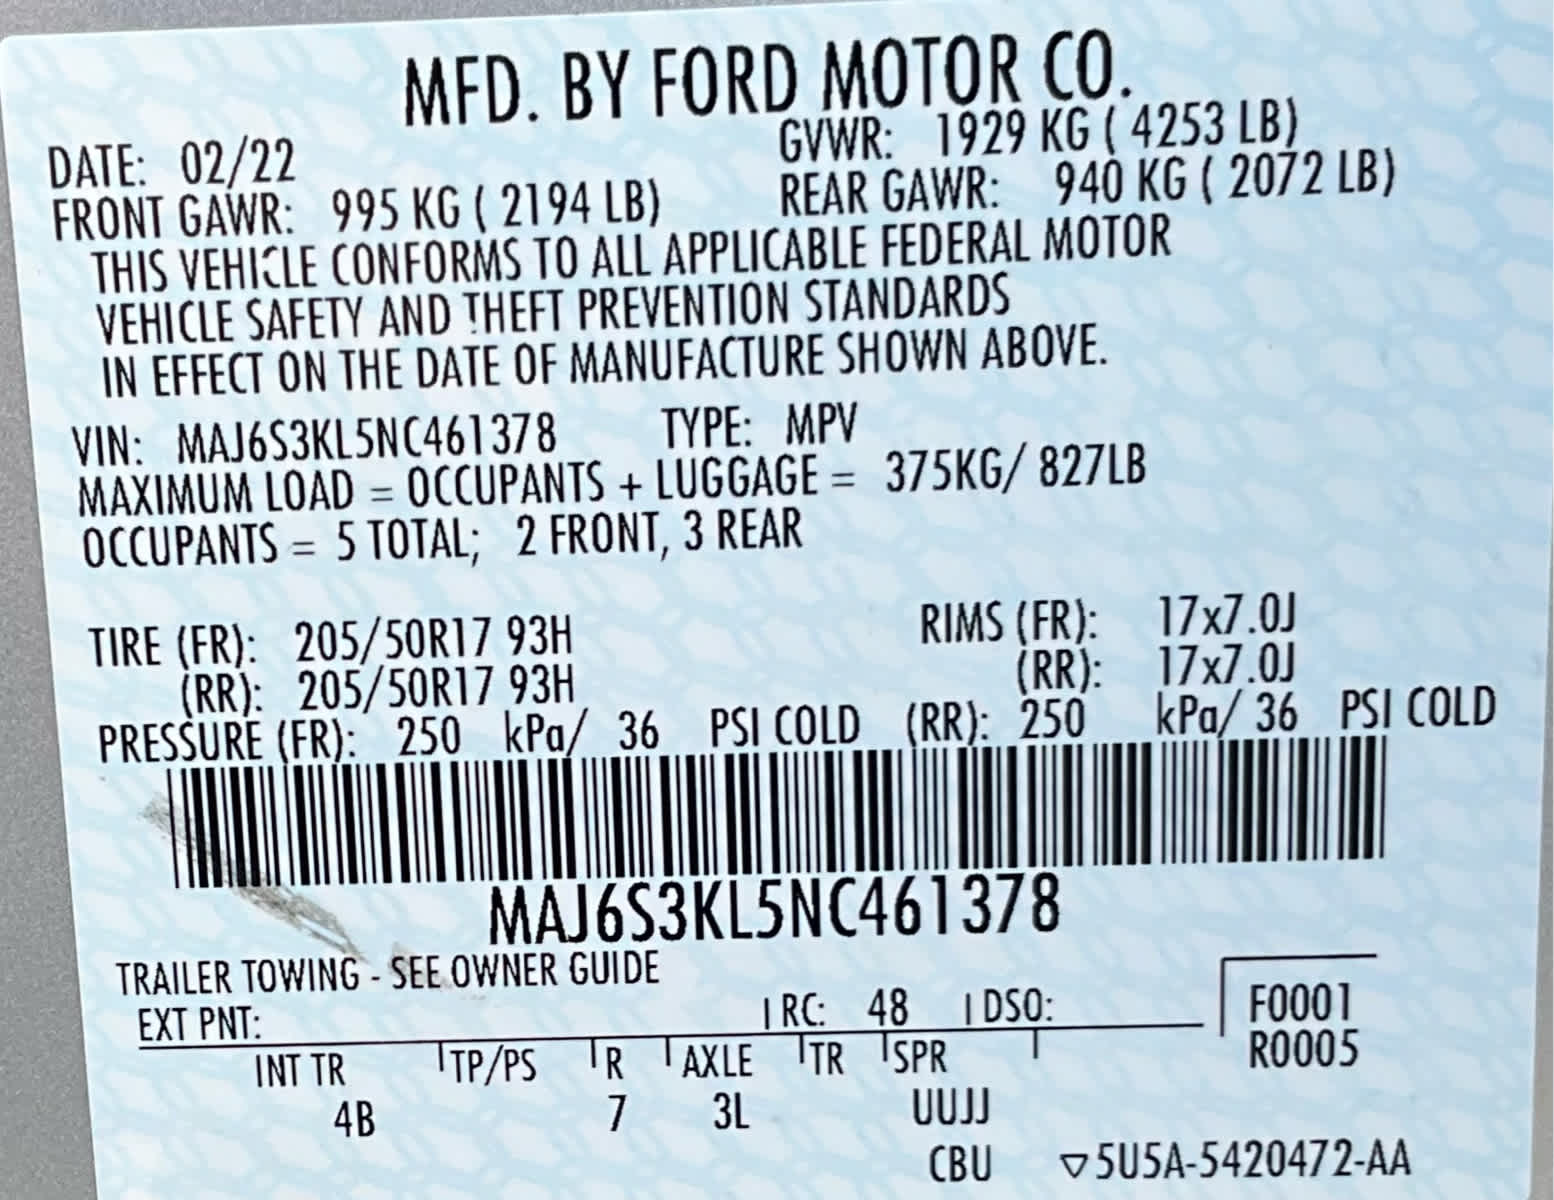 MFD. BY FORD MOTOR CO.
DATE: 02/22 GVWR: 1929 KG ( 4253 LB)
FRONT GAWR: 995 KG ( 2194 LB) REAR GAWR: 940 KG ( 2072 LB)
THIS VEHICLE CONFORMS TO ALL APPLICABLE FEDERAL MOTOR
VEHICLE SAFETY AND THEFT PREVENTION STANDARDS
IN EFFECT ON THE DATE OF MANUFACTURE SHOWN ABOVE.
VIN: MAJ6S3KL5NC461378 TYPE: MPV
MAXIMUM LOAD = OCCUPANTS + LUGGAGE = 375KG/ 827LB
OCCUPANTS = 5 TOTAL; 2 FRONT, 3 REAR
TIRE (FR): 205/50R17 93H RIMS (FR): 17x7.0J
(RR): 205/50R17 93H (RR): 17x7.0J
PRESSURE (FR): 250 kPa/ 36 PSI COLD (RR): 250 kPa/ 36 PSI COLD
MAJ6S3KL5NC461378
TRAILER TOWING - SEE OWNER GUIDE
EXT PNT: RC: 48 DSO: F0001
R0005
INT TR TP/PS R AXLE TR SPR
4B 7 3L UUJJ
CBU ▽5U5A-5420472-AA